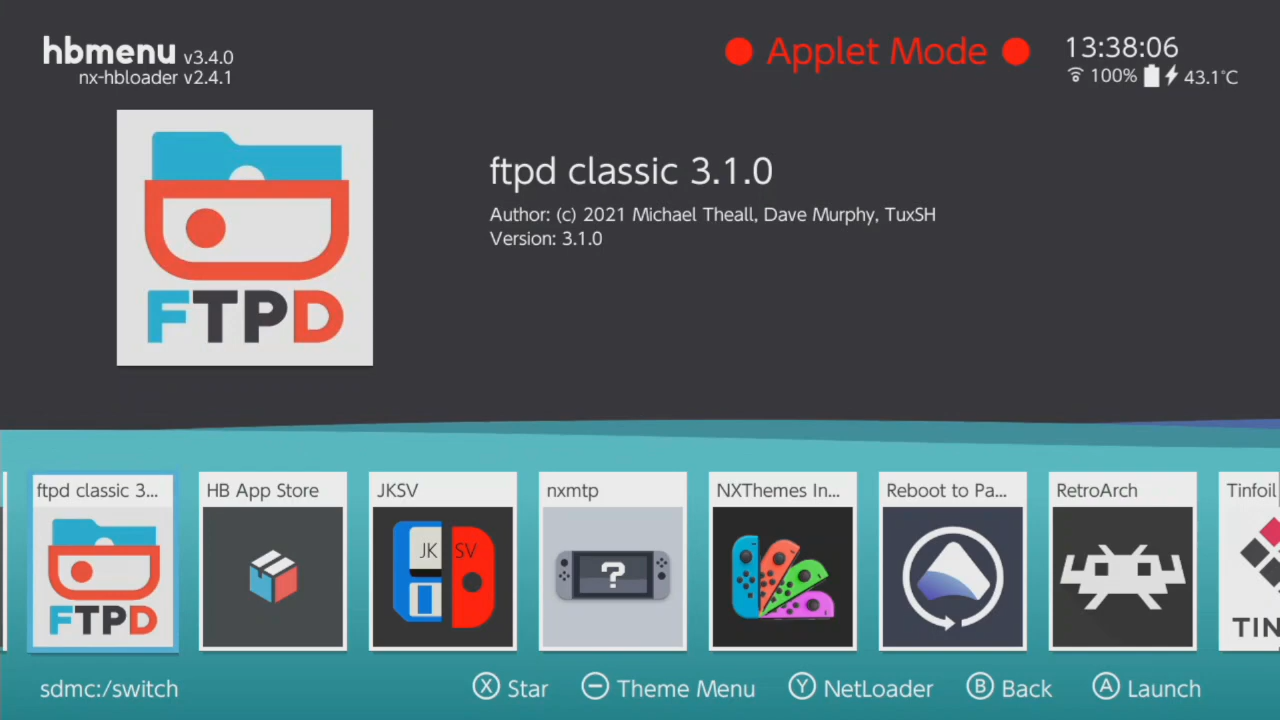 hbmenu v3.4.0
nx-hbloader v2.4.1
Applet Mode
13:38:06
100% 43.1°C
FTPD
ftpd classic 3.1.0
Author: (c) 2021 Michael Theall, Dave Murphy, TuxSH
Version: 3.1.0
ftpd classic 3...
FTPD
HB App Store
JKSV
JK SV
nxmtp
?
NXThemes In...
Reboot to Pa...
RetroArch
Tinfoil
TIN
sdmc:/switch
X Star
− Theme Menu
Y NetLoader
B Back
A Launch